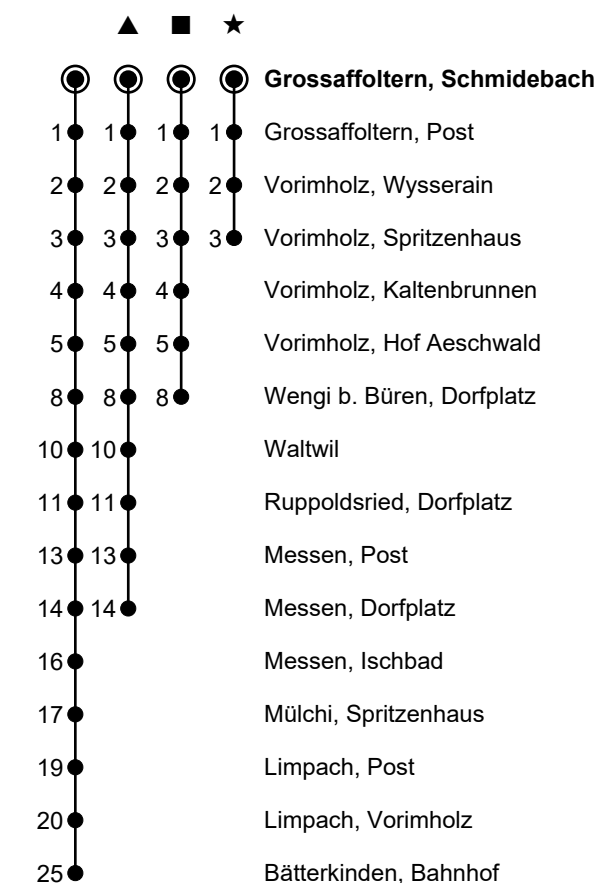 ▲ ■ ★
Grossaffoltern, Schmidebach
1 1 1 1 Grossaffoltern, Post
2 2 2 2 Vorimholz, Wysserain
3 3 3 3 Vorimholz, Spritzenhaus
4 4 4 Vorimholz, Kaltenbrunnen
5 5 5 Vorimholz, Hof Aeschwald
8 8 8 Wengi b. Büren, Dorfplatz
10 10 Waltwil
11 11 Ruppoldsried, Dorfplatz
13 13 Messen, Post
14 14 Messen, Dorfplatz
16 Messen, Ischbad
17 Mülchi, Spritzenhaus
19 Limpach, Post
20 Limpach, Vorimholz
25 Bätterkinden, Bahnhof